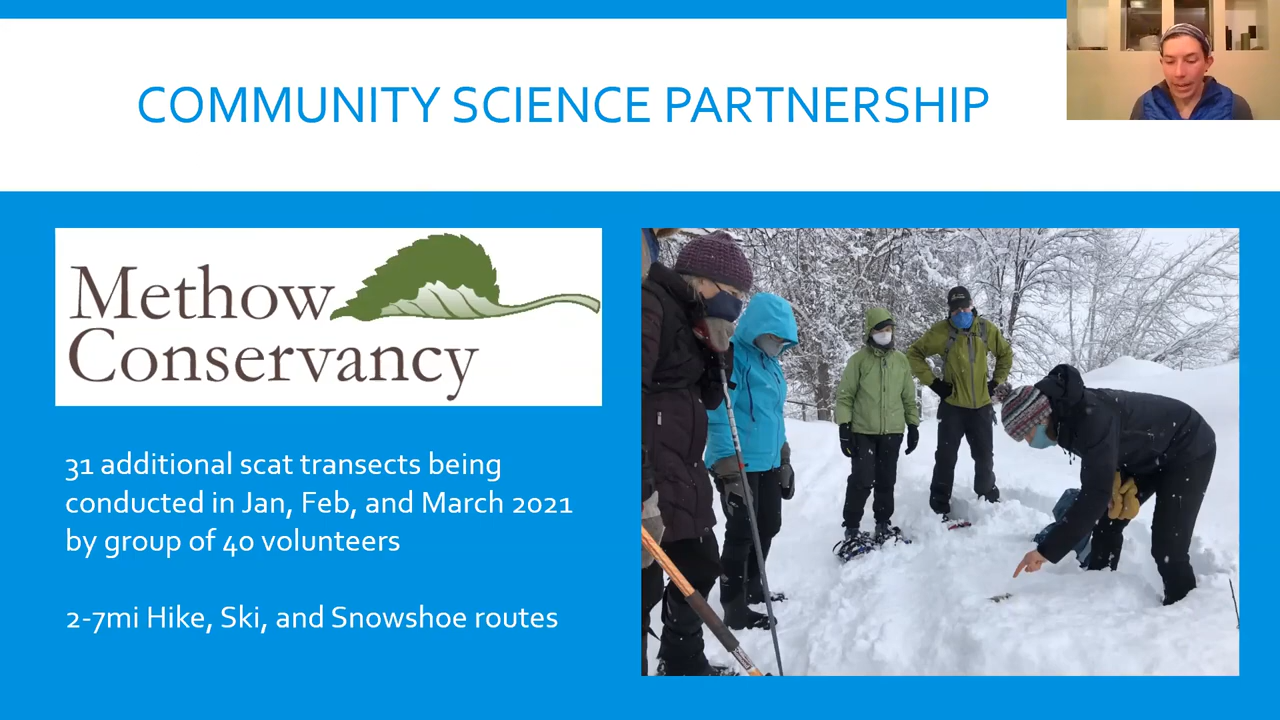 COMMUNITY SCIENCE PARTNERSHIP
Methow
Conservancy
31 additional scat transects being
conducted in Jan, Feb, and March 2021
by group of 40 volunteers
2-7mi Hike, Ski, and Snowshoe routes